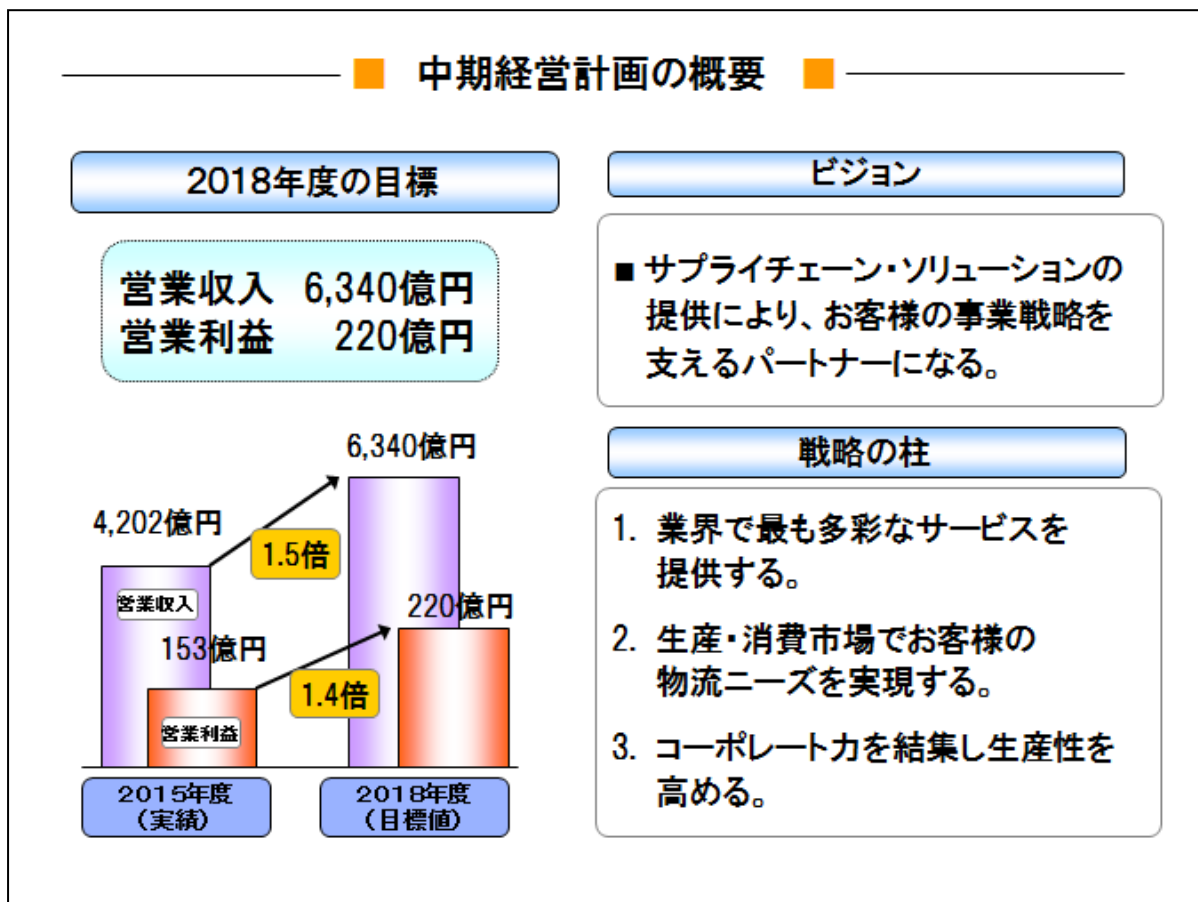 ■ 中期経営計画の概要 ■
2018年度の目標
営業収入 6,340億円
営業利益 220億円
6,340億円
4,202億円
1.5倍
営業収入
220億円
153億円
1.4倍
営業利益
2015年度
(実績)
2018年度
(目標値)
ビジョン
■ サプライチェーン・ソリューションの
提供により、お客様の事業戦略を
支えるパートナーになる。
戦略の柱
1. 業界で最も多彩なサービスを
提供する。
2. 生産・消費市場でお客様の
物流ニーズを実現する。
3. コーポレート力を結集し生産性を
高める。